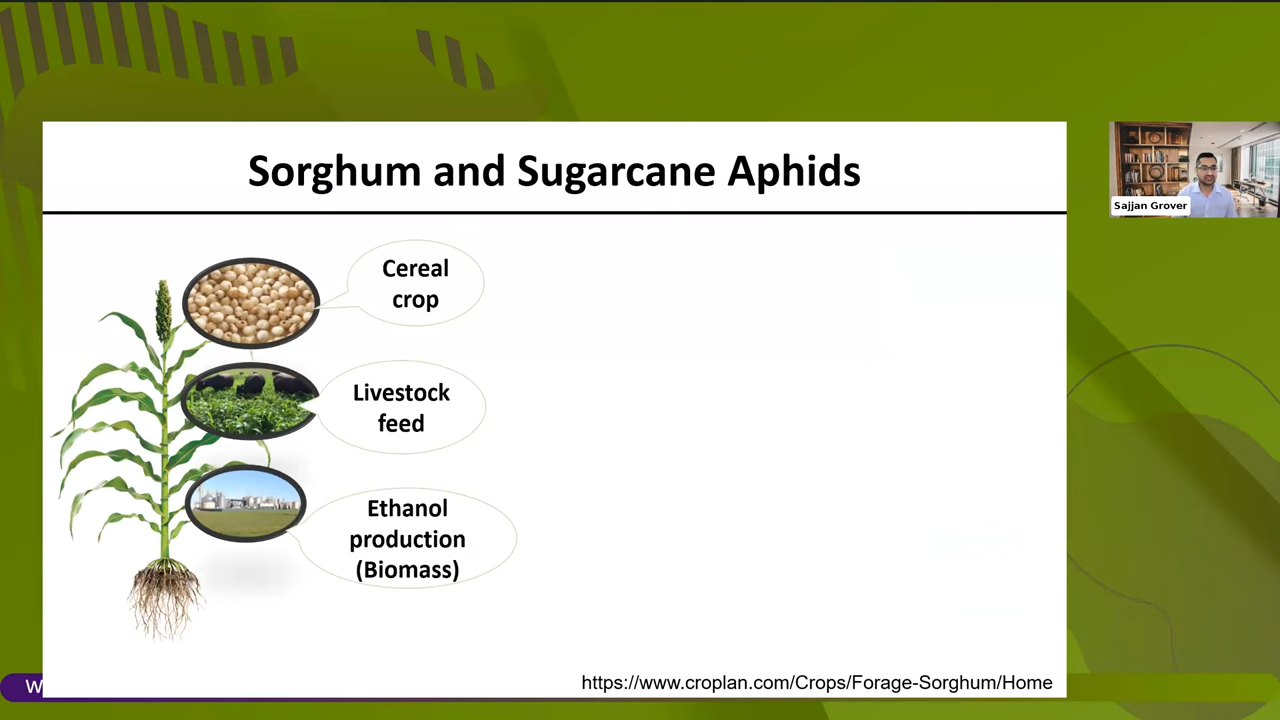 Sorghum and Sugarcane Aphids
Sajjan Grover
Cereal
crop
Livestock
feed
Ethanol
production
(Biomass)
https://www.croplan.com/Crops/Forage-Sorghum/Home
W